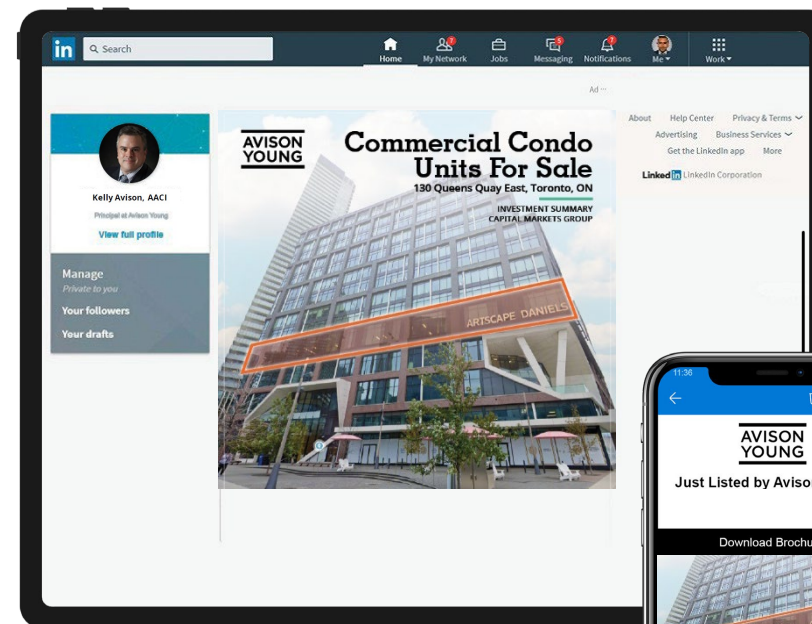 in
Search
7
5
7
Home
My Network
Jobs
Messaging
Notifications
Me
Work
Ad ...
Kelly Avison, AACI
Principal at Avison Young
View full profile
Manage
Private to you
Your followers
Your drafts
AVISON
YOUNG
Commercial Condo
Units For Sale
130 Queens Quay East, Toronto, ON
INVESTMENT SUMMARY
CAPITAL MARKETS GROUP
ARTSCAPE DANIELS
About Help Center Privacy & Terms
Advertising Business Services
Get the LinkedIn app More
Linked in LinkedIn Corporation
11:36
AVISON
YOUNG
Just Listed by Aviso
Download Brochu